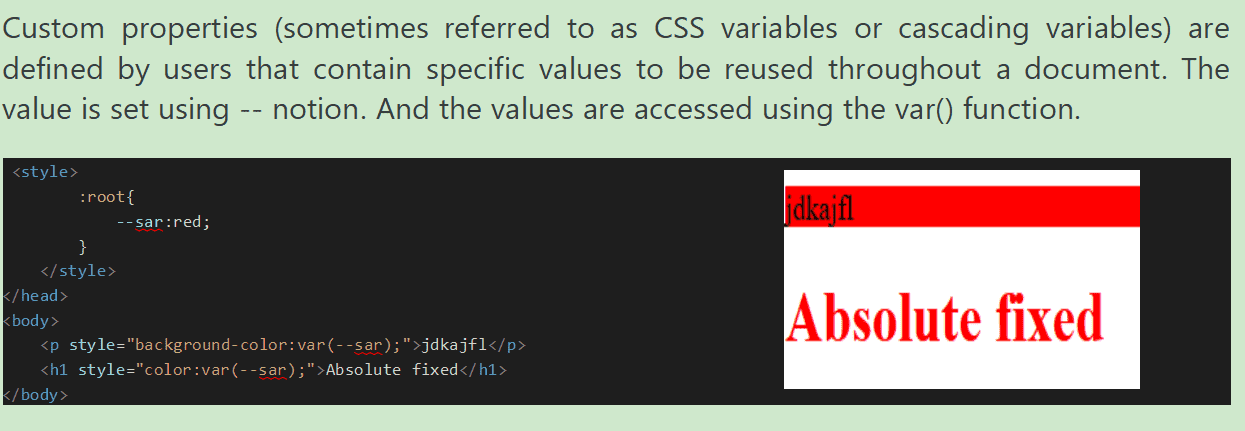 Custom properties (sometimes referred to as CSS variables or cascading variables) are
defined by users that contain specific values to be reused throughout a document. The
value is set using -- notion. And the values are accessed using the var() function.
<style>
:root{
--sar:red;
}
</style>
</head>
<body>
<p style="background-color:var(--sar);">jdkajfl</p>
<h1 style="color:var(--sar);">Absolute fixed</h1>
</body>
jdkajfl
Absolute fixed